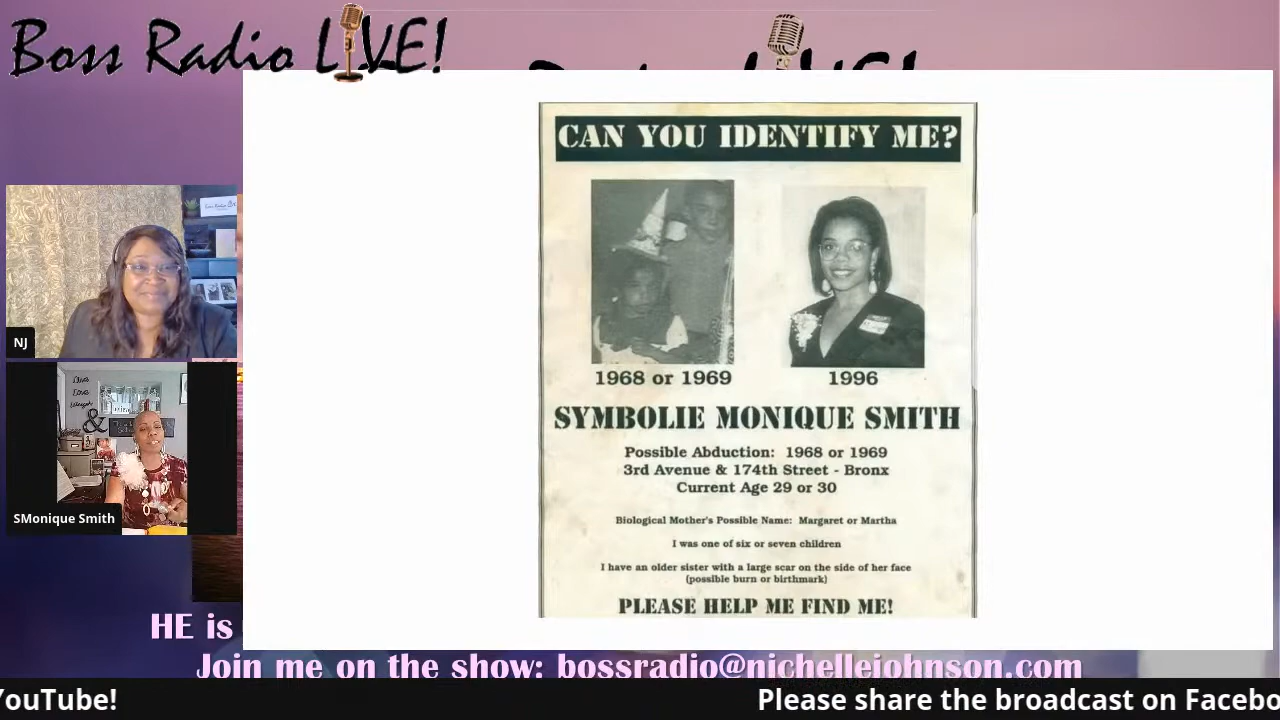 Boss Radio LIVE!
CAN YOU IDENTIFY ME?
1968 or 1969
1996
SYMBOLIE MONIQUE SMITH
Possible Abduction: 1968 or 1969
3rd Avenue & 174th Street - Bronx
Current Age 29 or 30
Biological Mother's Possible Name: Margaret or Martha
I was one of six or seven children
I have an older sister with a large scar on the side of her face
(possible burn or birthmark)
PLEASE HELP ME FIND ME!
NJ
SMonique Smith
&
HE is
Join me on the show: bossradio@nichellejohnson.com
YouTube!
Please share the broadcast on Facebo